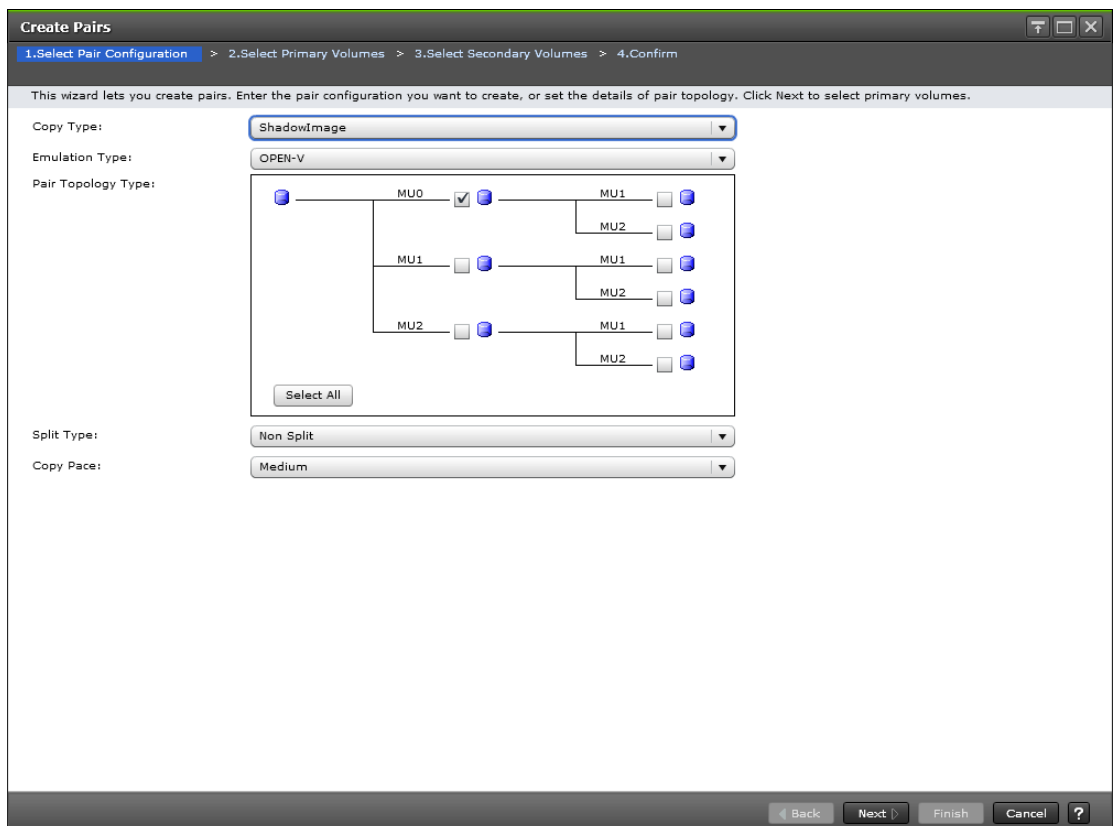 Create Pairs
1.Select Pair Configuration > 2.Select Primary Volumes > 3.Select Secondary Volumes > 4.Confirm
This wizard lets you create pairs. Enter the pair configuration you want to create, or set the details of pair topology. Click Next to select primary volumes.
Copy Type: ShadowImage
Emulation Type: OPEN-V
Pair Topology Type:
MU0 MU1
MU2
MU1 MU1
MU2
MU2 MU1
MU2
Select All
Split Type: Non Split
Copy Pace: Medium
Back Next Finish Cancel ?